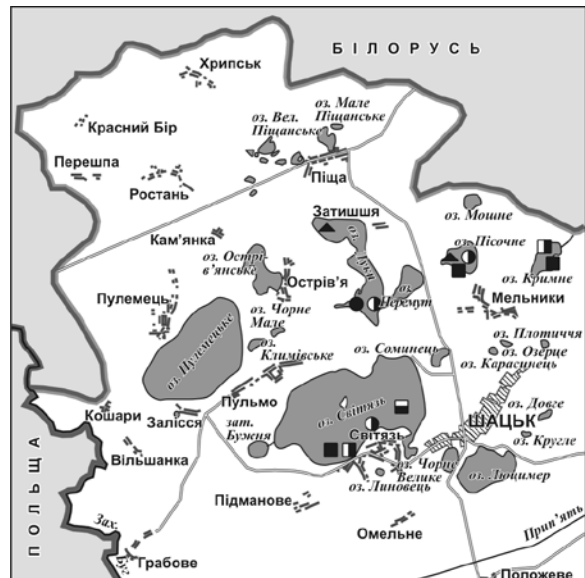 БІЛОРУСЬ
Хрипськ
Красний Бір
оз. Вел.
Піщанське
оз. Мале
Піщанське
Перешпа
Ростань
Піща
Затишшя
оз. Мошне
Кам'янка
оз. Острів'янське
оз. Луки
оз. Пісочне
оз. Кримне
Острів'я
оз. Перемут
Мельники
Пулемець
оз. Чорне
Мале
оз. Пулемецьке
оз.
Климівське
оз. Соминець
оз. Плотиччя
оз. Озерце
оз. Карасинець
Пульмо
оз. Світязь
ШАЦЬК
оз. Довге
Кошари
Залісся
зат.
Бужня
Світязь
оз. Кругле
Вільшанка
оз. Чорне
Велике
оз. Люцимер
оз. Линовець
ПОЛЬЩА
Підманове
Зах.
Буг
Омельне
Прип'ять
Грабове
Положеве